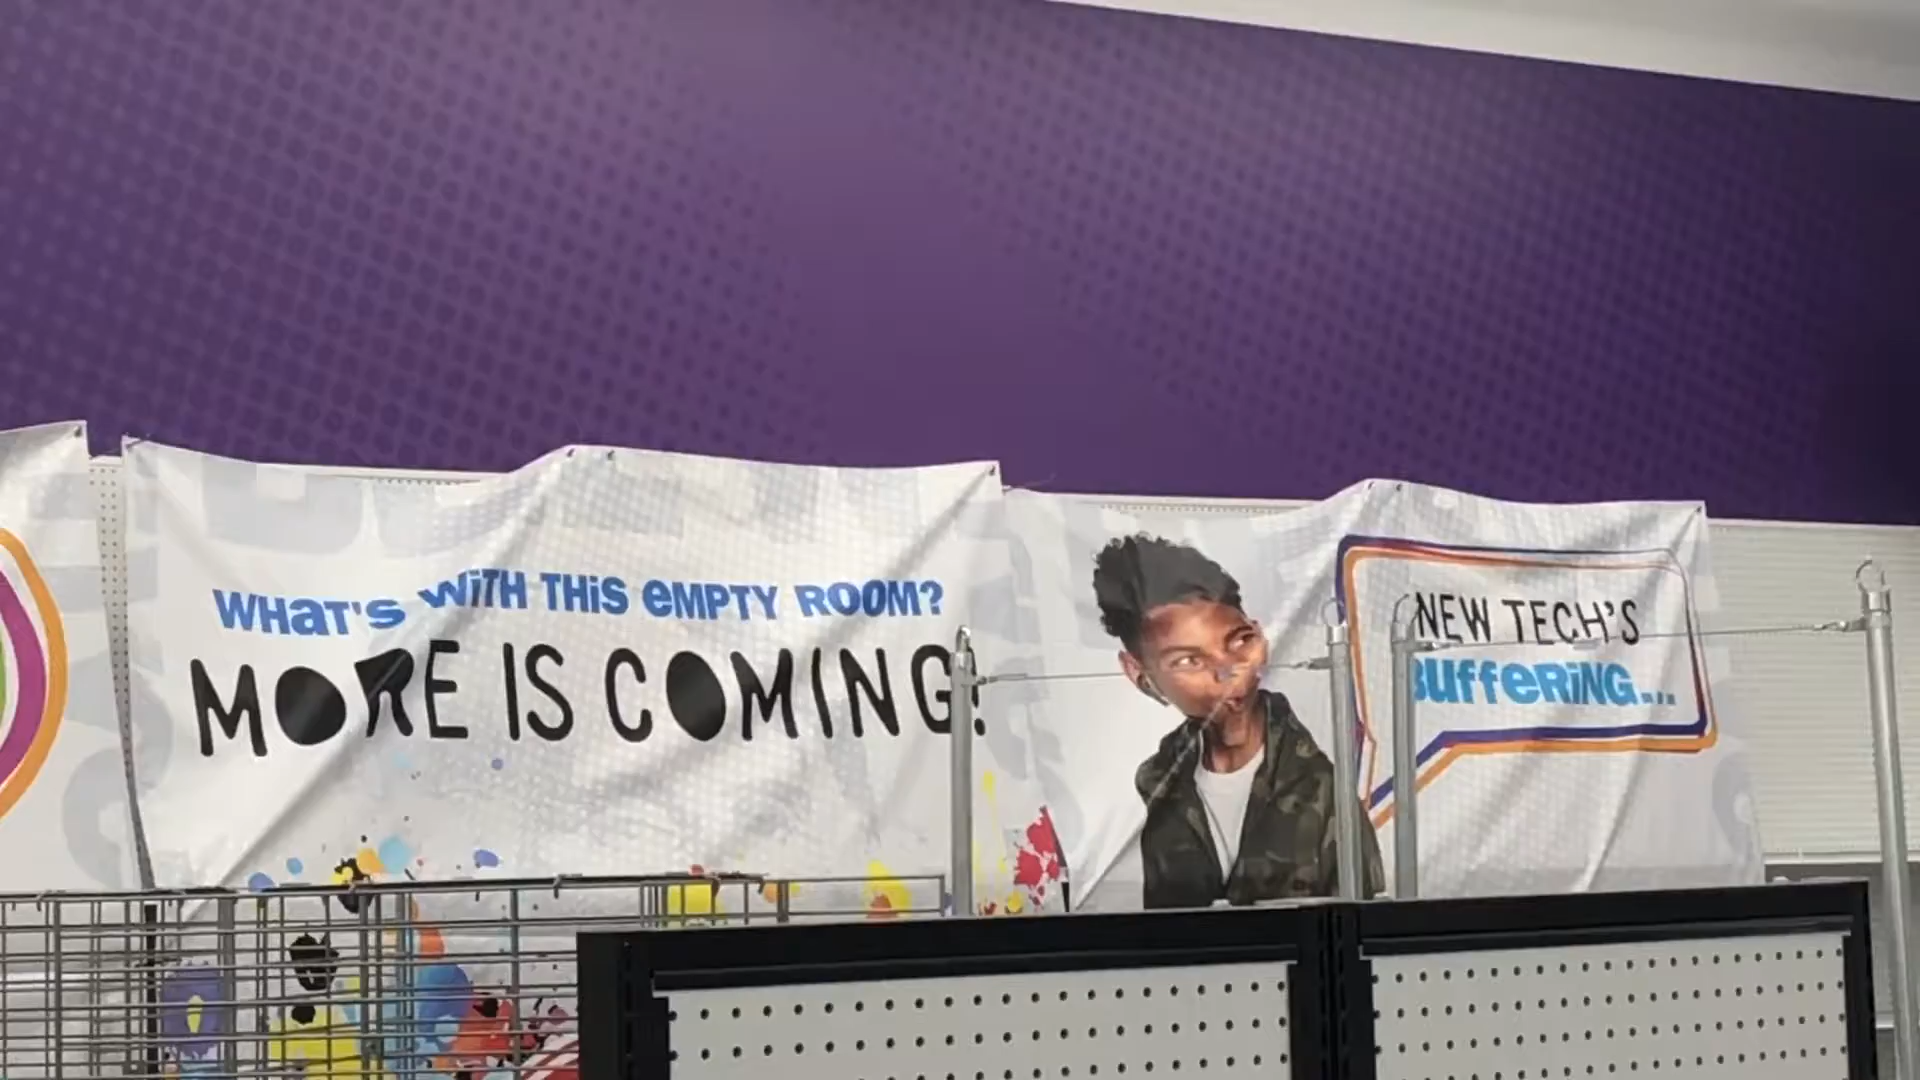 WHAT'S WITH THIS EMPTY ROOM?
MORE IS COMING!
NEW TECH'S
BUFFERING...